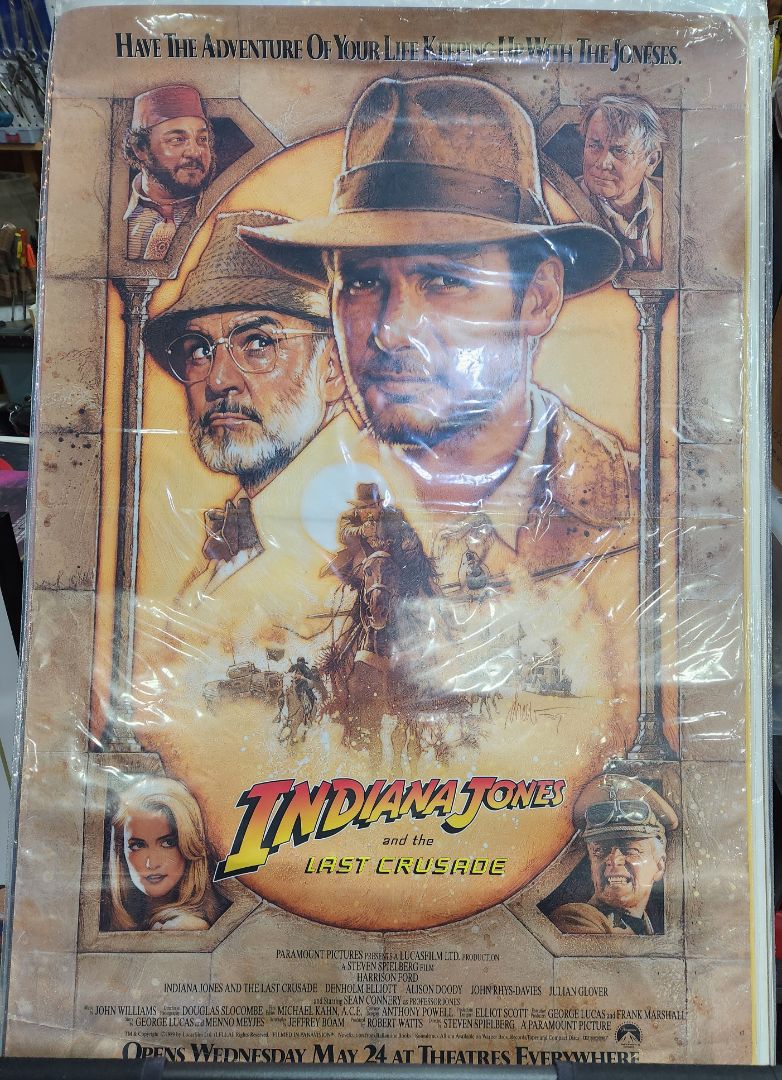 HAVE THE ADVENTURE OF YOUR LIFE KEEPING UP WITH THE JONESES.
INDIANA JONES
and the
LAST CRUSADE
PARAMOUNT PICTURES PRESENTS A LUCASFILM LTD. PRODUCTION
A STEVEN SPIELBERG FILM
HARRISON FORD
INDIANA JONES AND THE LAST CRUSADE DENHOLM ELLIOTT ALISON DOODY JOHN RHYS-DAVIES JULIAN GLOVER
and Starring SEAN CONNERY as PROFESSOR JONES
JOHN WILLIAMS DOUGLAS SLOCOMBE MICHAEL KAHN, A.C.E. ANTHONY POWELL ELLIOT SCOTT GEORGE LUCAS and FRANK MARSHALL
GEORGE LUCAS and MENNO MEYJES JEFFREY BOAM ROBERT WATTS STEVEN SPIELBERG A PARAMOUNT PICTURE
OPENS WEDNESDAY MAY 24 AT THEATRES EVERYWHERE